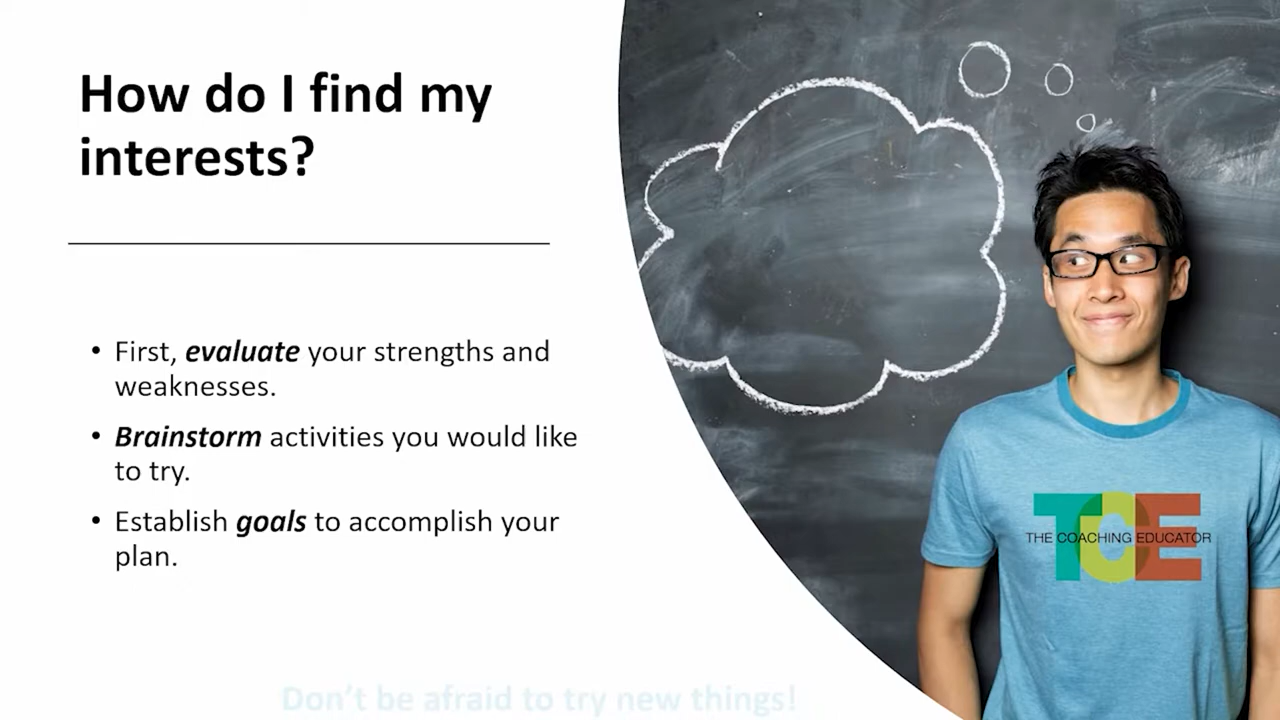 How do I find my
interests?
• First, evaluate your strengths and
weaknesses.
• Brainstorm activities you would like
to try.
• Establish goals to accomplish your
plan.
TCE
THE COACHING EDUCATOR
Don't be afraid to try new things!